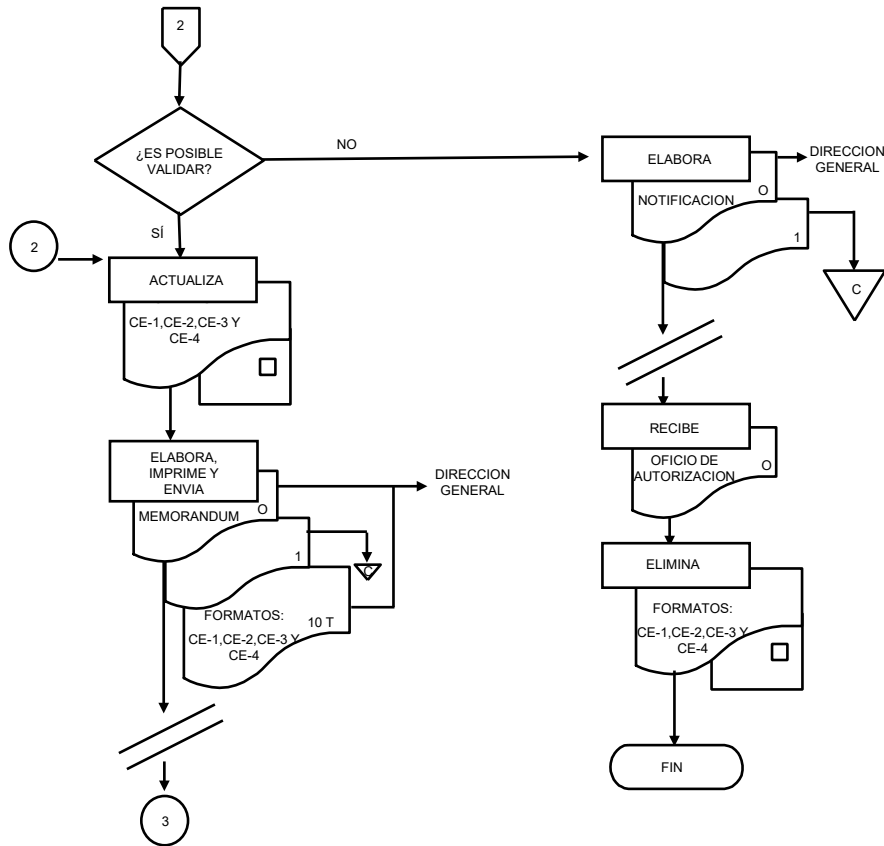 2
¿ES POSIBLE
VALIDAR?
NO
SÍ
2
ACTUALIZA
CE-1,CE-2,CE-3 Y
CE-4
ELABORA,
IMPRIME Y
ENVIA
DIRECCION
GENERAL
MEMORANDUM
O
1
C
FORMATOS:
10 T
CE-1,CE-2,CE-3 Y
CE-4
3
ELABORA
DIRECCION
GENERAL
NOTIFICACION
O
1
C
RECIBE
OFICIO DE
AUTORIZACION
O
ELIMINA
FORMATOS:
CE-1,CE-2,CE-3 Y
CE-4
FIN